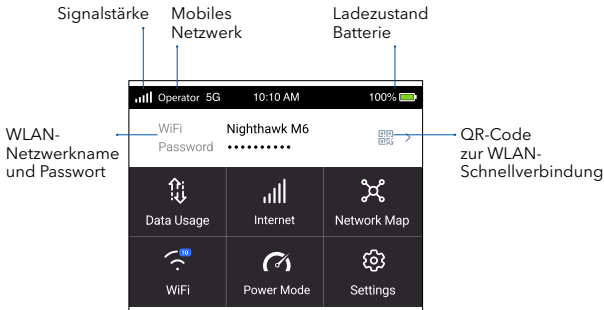 Signalstärke
Mobiles
Netzwerk
Ladezustand
Batterie
Operator 5G 10:10 AM 100%
WiFi Nighthawk M6
Password ••••••••••
WLAN-
Netzwerkname
und Passwort
QR-Code
zur WLAN-
Schnellverbindung
Data Usage Internet Network Map
10
WiFi Power Mode Settings